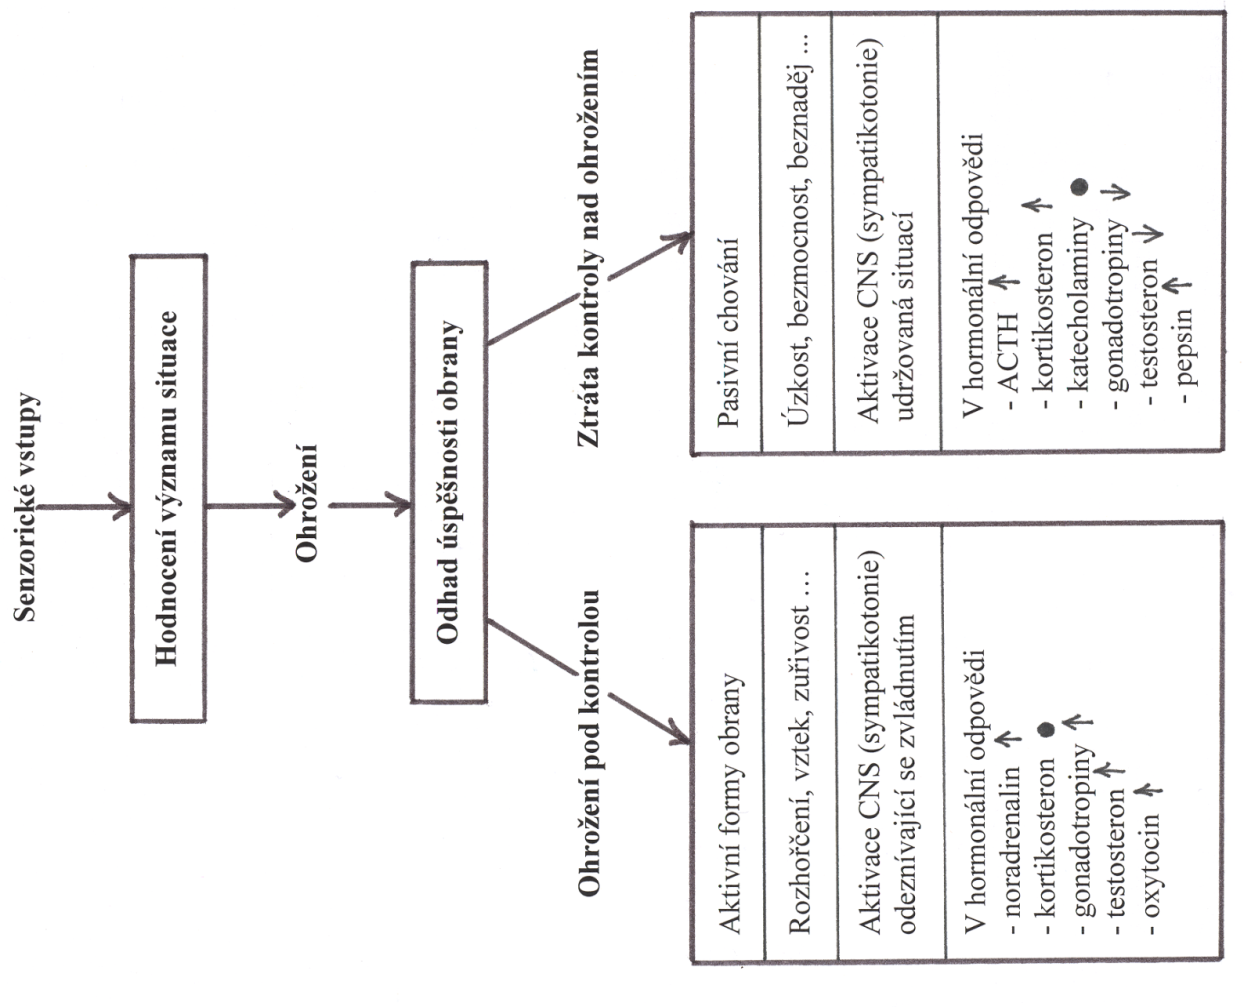 Senzorické vstupy
Hodnocení významu situace
Ohrožení
Odhad úspěšnosti obrany
Ohrožení pod kontrolou
Ztráta kontroly nad ohrožením
Aktivní formy obrany
Rozhořčení, vztek, zuřivost ...
Aktivace CNS (sympatikotonie)
odeznívající se zvládnutím
V hormonální odpovědi
- noradrenalin ↑
- kortikosteron ●
- gonadotropiny ↑
- testosteron ↑
- oxytocin ↑
Pasivní chování
Úzkost, bezmocnost, beznaděj ...
Aktivace CNS (sympatikotonie)
udržovaná situací
V hormonální odpovědi
- ACTH ↑
- kortikosteron ↑
- katecholaminy ●
- gonadotropiny ↓
- testosteron ↓
- pepsin ↑